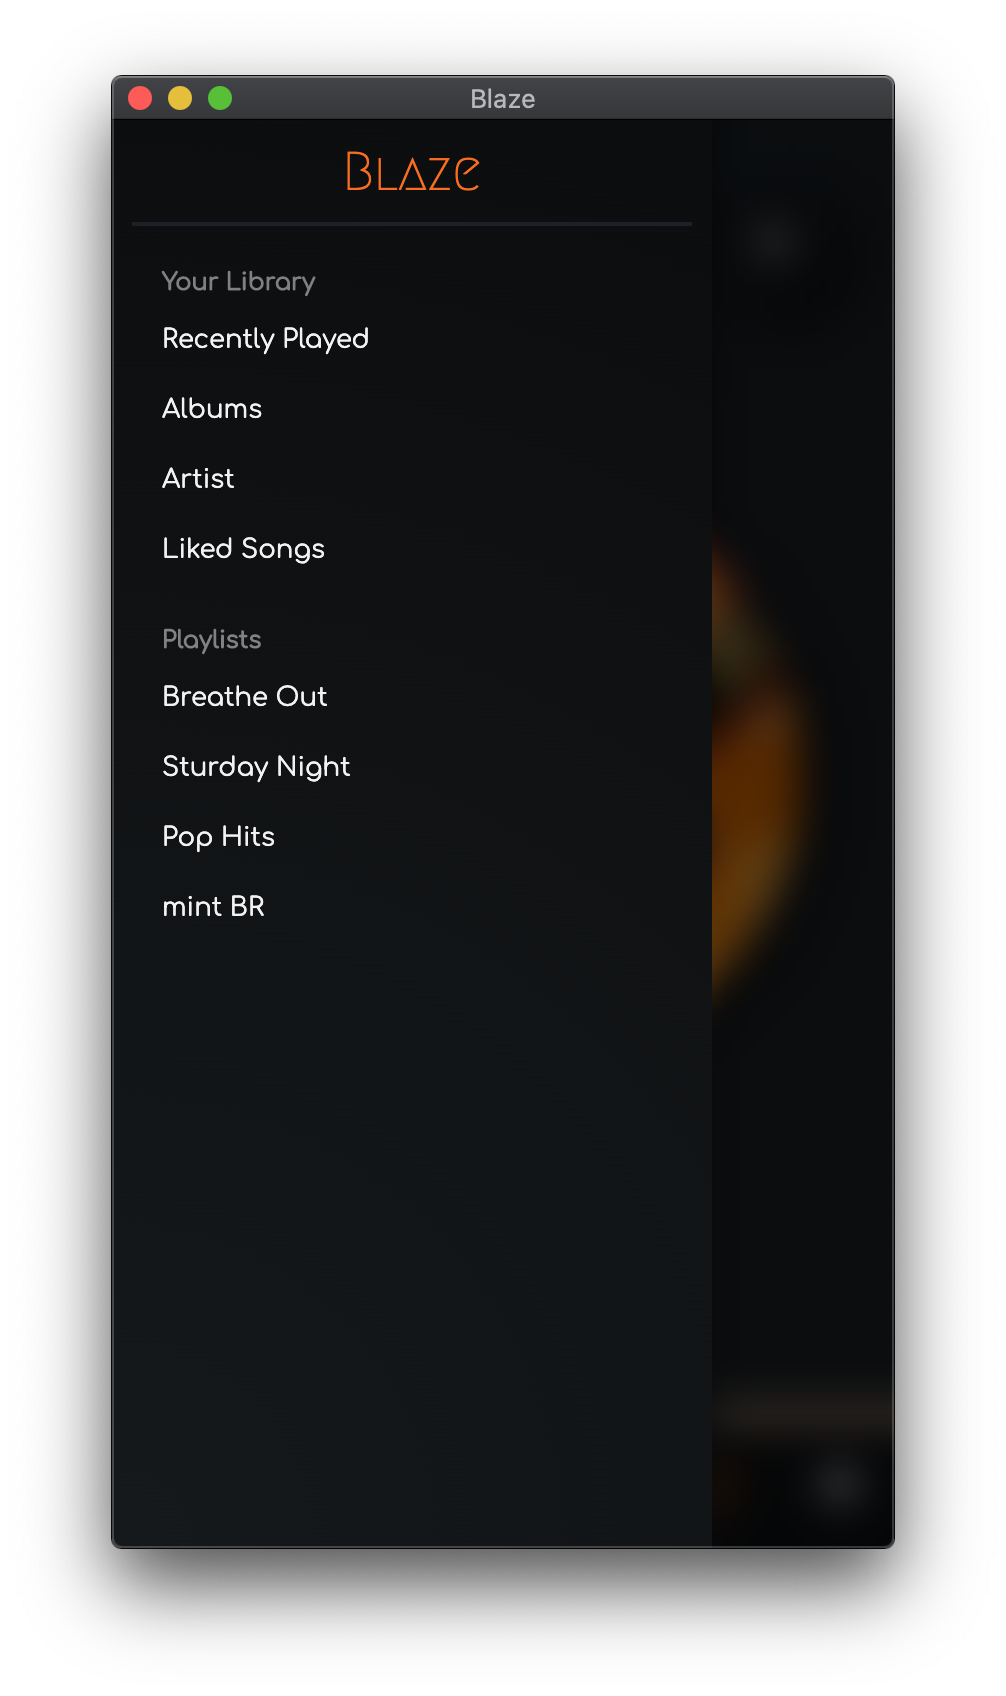 Blaze
Blaze
Your Library
Recently Played
Albums
Artist
Liked Songs
Playlists
Breathe Out
Sturday Night
Pop Hits
mint BR